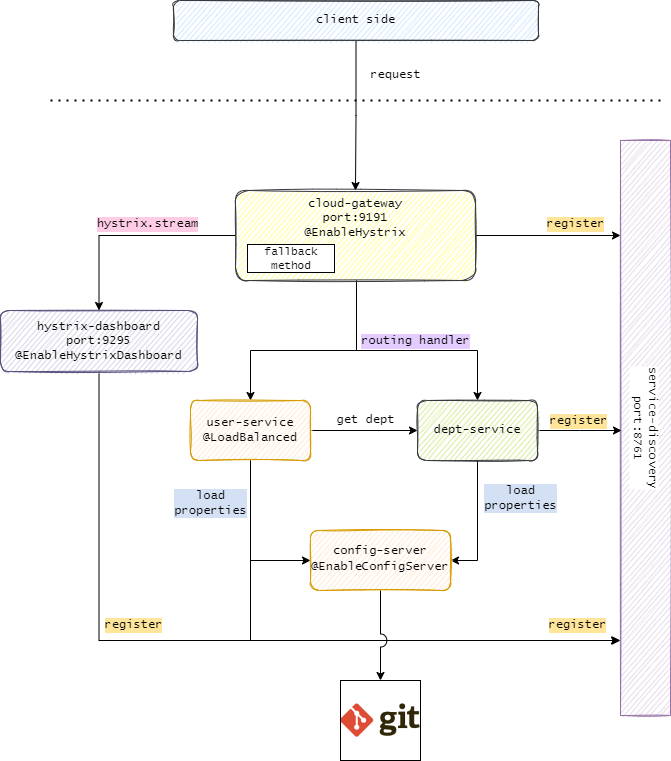 client side
request
cloud-gateway
port:9191
@EnableHystrix
fallback
method
hystrix.stream
register
hystrix-dashboard
port:9295
@EnableHystrixDashboard
routing handler
service-discovery
port:8761
user-service
@LoadBalanced
get dept
dept-service
register
load
properties
load
properties
config-server
@EnableConfigServer
register
register
git